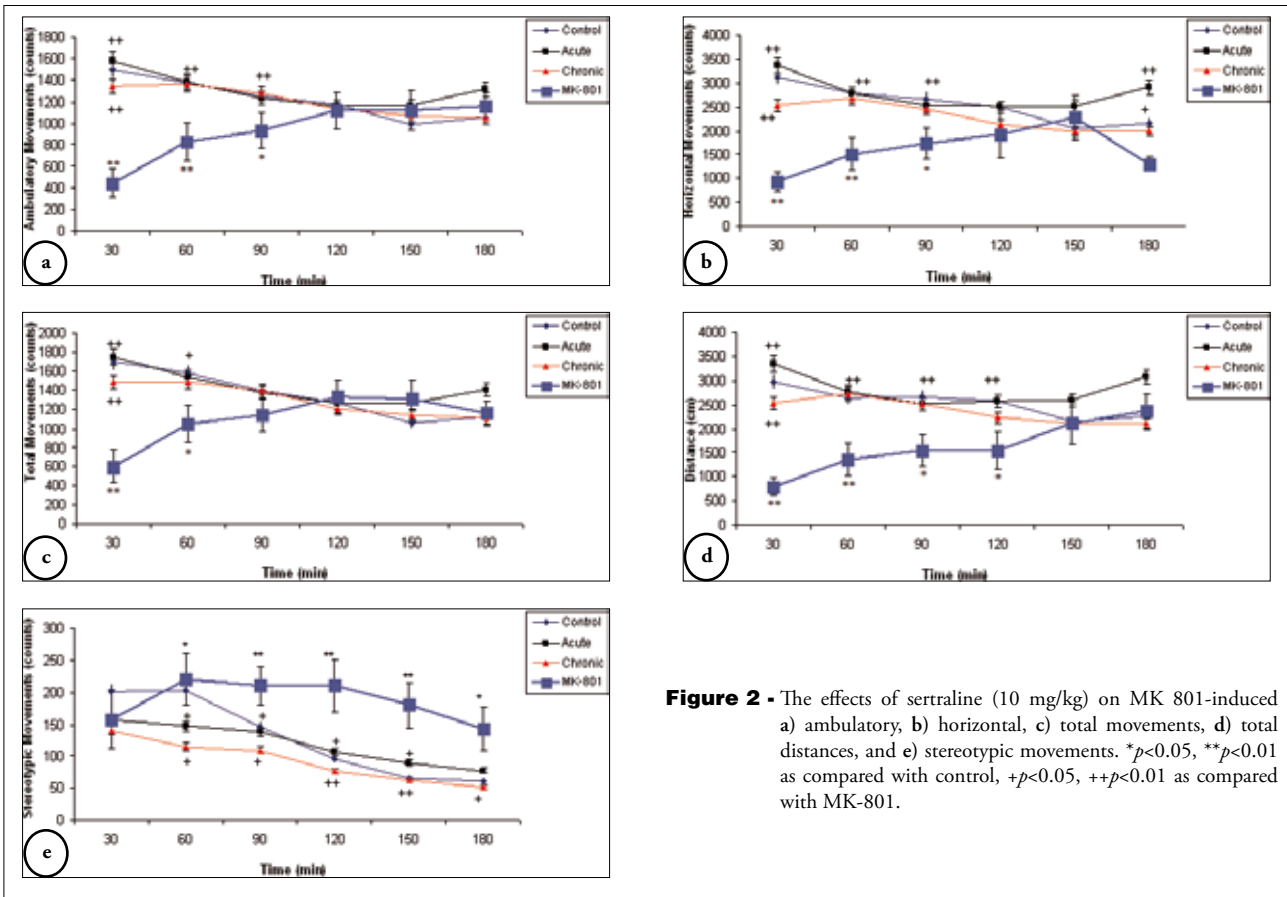 Ambulatory Movements (counts)
1800
1600
1400
1200
1000
800
600
400
200
0
++
++
++
++
**
**
*
30 60 90 120 150 180
Time (min)
Control
Acute
Chronic
MK-801
a
Horizontal Movements (counts)
4000
3500
3000
2500
2000
1500
1000
500
0
++
++
++
++
++
+
**
**
*
30 60 90 120 150 180
Time (min)
Control
Acute
Chronic
MK-801
b
Total Movements (counts)
2000
1800
1600
1400
1200
1000
800
600
400
200
0
++
+
++
*
**
30 60 90 120 150 180
Time (min)
Control
Acute
Chronic
MK-801
c
Distance (cm)
4000
3500
3000
2500
2000
1500
1000
500
0
++
++
++
++
++
**
**
*
*
30 60 90 120 150 180
Time (min)
Control
Acute
Chronic
MK-801
d
Stereotypic Movements (counts)
300
250
200
150
100
50
0
*
**
**
**
*
+
+
+
+
+
+
++
++
+
30 60 90 120 150 180
Time (min)
Control
Acute
Chronic
MK-801
e
Figure 2 - The effects of sertraline (10 mg/kg) on MK 801-induced
a) ambulatory, b) horizontal, c) total movements, d) total
distances, and e) stereotypic movements. *p<0.05, **p<0.01
as compared with control, +p<0.05, ++p<0.01 as compared
with MK-801.